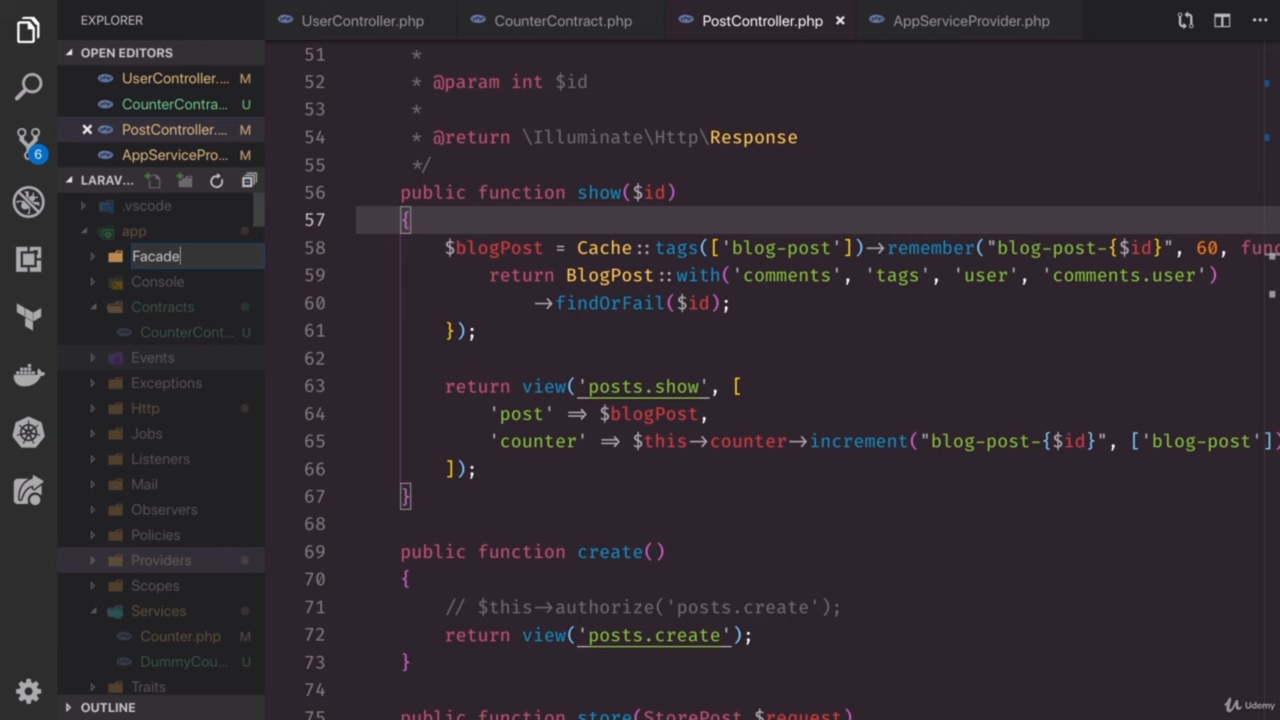 EXPLORER
UserController.php
CounterContract.php
PostController.php
AppServiceProvider.php
OPEN EDITORS
UserController.... M
CounterContra... U
PostController.... M
AppServicePro... M
LARAV...
.vscode
app
Facade
Console
Contracts
CounterCont... U
Events
Exceptions
Http
Jobs
Listeners
Mail
Observers
Policies
Providers
Scopes
Services
Counter.php M
DummyCou... U
Traits
OUTLINE
6
51 *
52 * @param int $id
53 *
54 * @return \Illuminate\Http\Response
55 */
56 public function show($id)
57 {
58 $blogPost = Cache::tags(['blog-post'])->remember("blog-post-{$id}", 60, func
59 return BlogPost::with('comments', 'tags', 'user', 'comments.user')
60 ->findOrFail($id);
61 });
62
63 return view('posts.show', [
64 'post' => $blogPost,
65 'counter' => $this->counter->increment("blog-post-{$id}", ['blog-post'])
66 ]);
67 }
68
69 public function create()
70 {
71 // $this->authorize('posts.create');
72 return view('posts.create');
73 }
74
75 public function store(StorePost $request)
Udemy